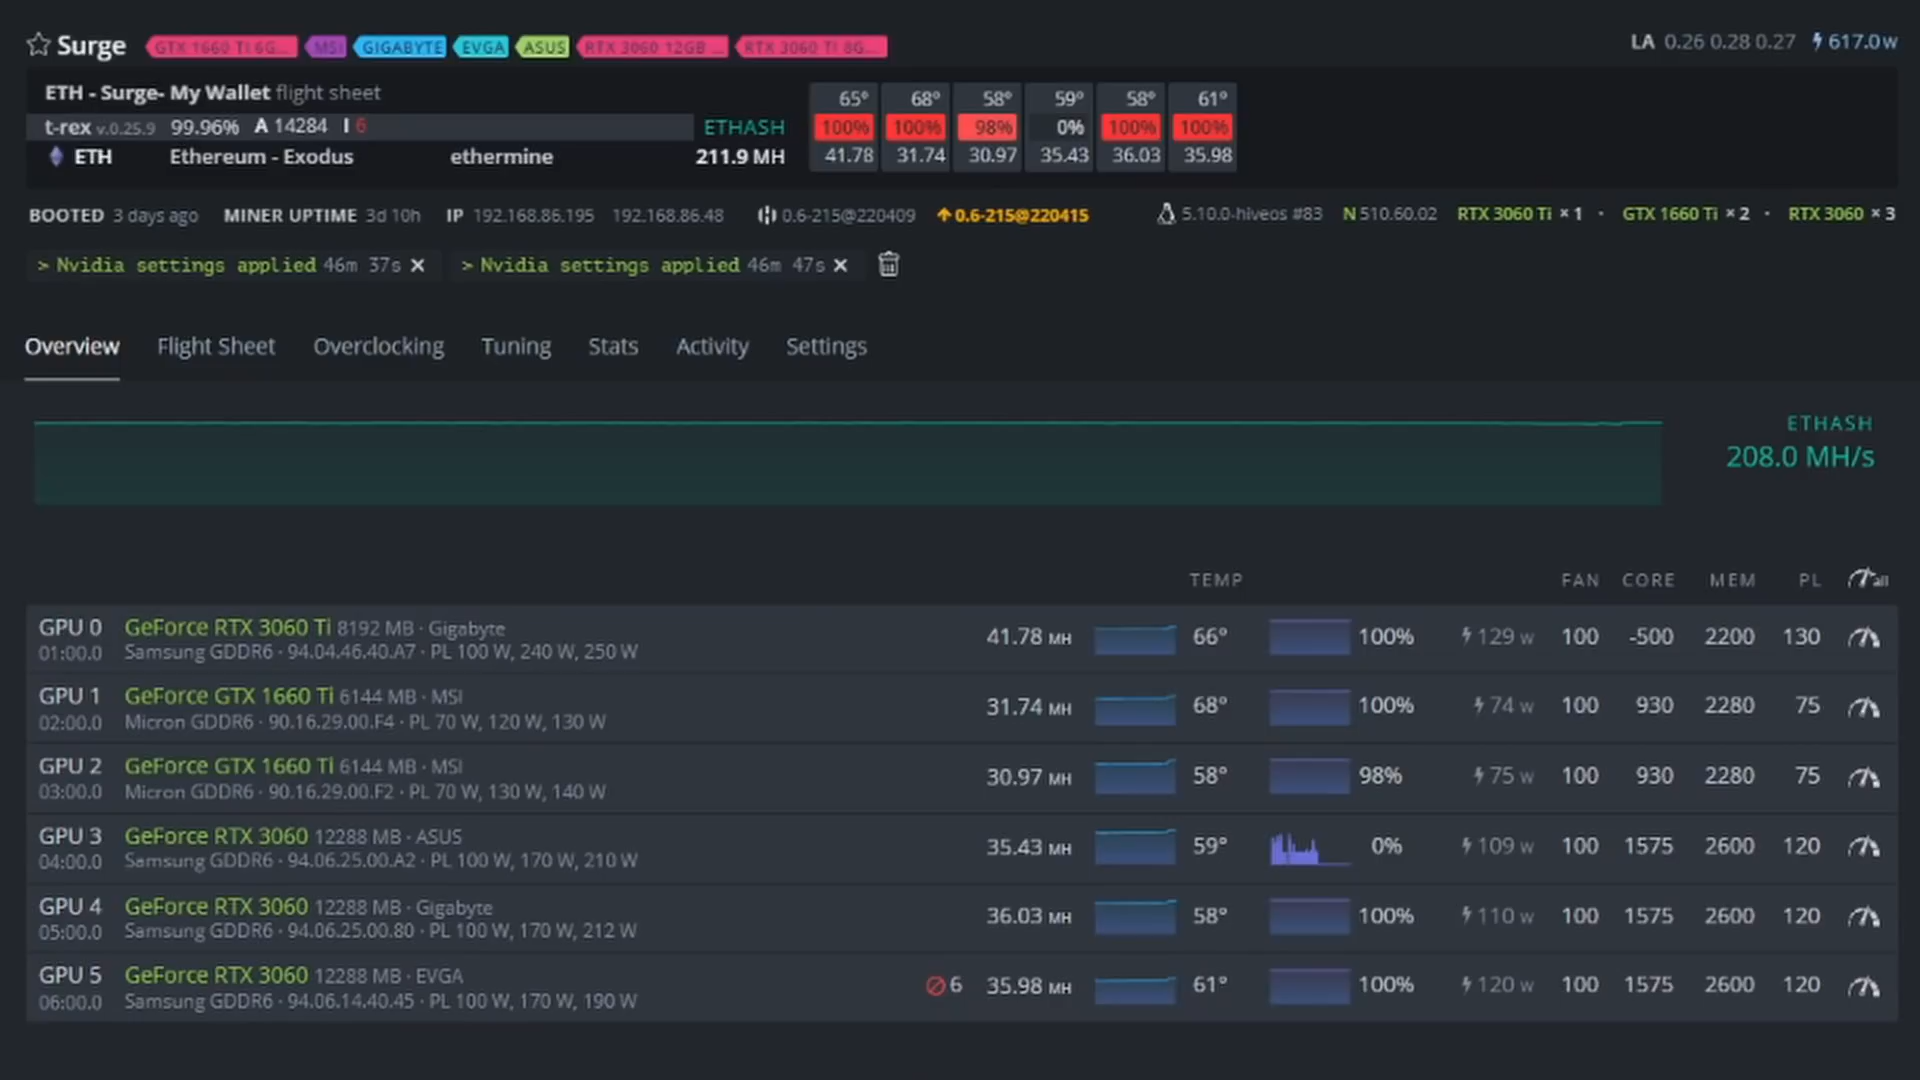 Surge GTX 1660 TI 6G... MSI GIGABYTE EVGA ASUS RTX 3060 12GB ... RTX 3060 TI 8G... LA 0.26 0.28 0.27 617.0w
ETH - Surge- My Wallet flight sheet
t-rex v.0.25.9 99.96% A 14284 I 6 ETHASH
ETH Ethereum - Exodus ethermine 211.9 MH
65° 68° 58° 59° 58° 61°
100% 100% 98% 0% 100% 100%
41.78 31.74 30.97 35.43 36.03 35.98
BOOTED 3 days ago MINER UPTIME 3d 10h IP 192.168.86.195 192.168.86.48 0.6-215@220409 0.6-215@220415 5.10.0-hiveos #83 N 510.60.02 RTX 3060 Ti × 1 · GTX 1660 Ti × 2 · RTX 3060 × 3
> Nvidia settings applied 46m 37s × > Nvidia settings applied 46m 47s ×
Overview Flight Sheet Overclocking Tuning Stats Activity Settings
ETHASH
208.0 MH/s
TEMP FAN CORE MEM PL all
GPU 0 GeForce RTX 3060 Ti 8192 MB · Gigabyte 41.78 MH 66° 100% 129 W 100 -500 2200 130
01:00.0 Samsung GDDR6 · 94.04.46.40.A7 · PL 100 W, 240 W, 250 W
GPU 1 GeForce GTX 1660 Ti 6144 MB · MSI 31.74 MH 68° 100% 74 W 100 930 2280 75
02:00.0 Micron GDDR6 · 90.16.29.00.F4 · PL 70 W, 120 W, 130 W
GPU 2 GeForce GTX 1660 Ti 6144 MB · MSI 30.97 MH 58° 98% 75 W 100 930 2280 75
03:00.0 Micron GDDR6 · 90.16.29.00.F2 · PL 70 W, 130 W, 140 W
GPU 3 GeForce RTX 3060 12288 MB · ASUS 35.43 MH 59° 0% 109 W 100 1575 2600 120
04:00.0 Samsung GDDR6 · 94.06.25.00.A2 · PL 100 W, 170 W, 210 W
GPU 4 GeForce RTX 3060 12288 MB · Gigabyte 36.03 MH 58° 100% 110 W 100 1575 2600 120
05:00.0 Samsung GDDR6 · 94.06.25.00.80 · PL 100 W, 170 W, 212 W
GPU 5 GeForce RTX 3060 12288 MB · EVGA 6 35.98 MH 61° 100% 120 W 100 1575 2600 120
06:00.0 Samsung GDDR6 · 94.06.14.40.45 · PL 100 W, 170 W, 190 W